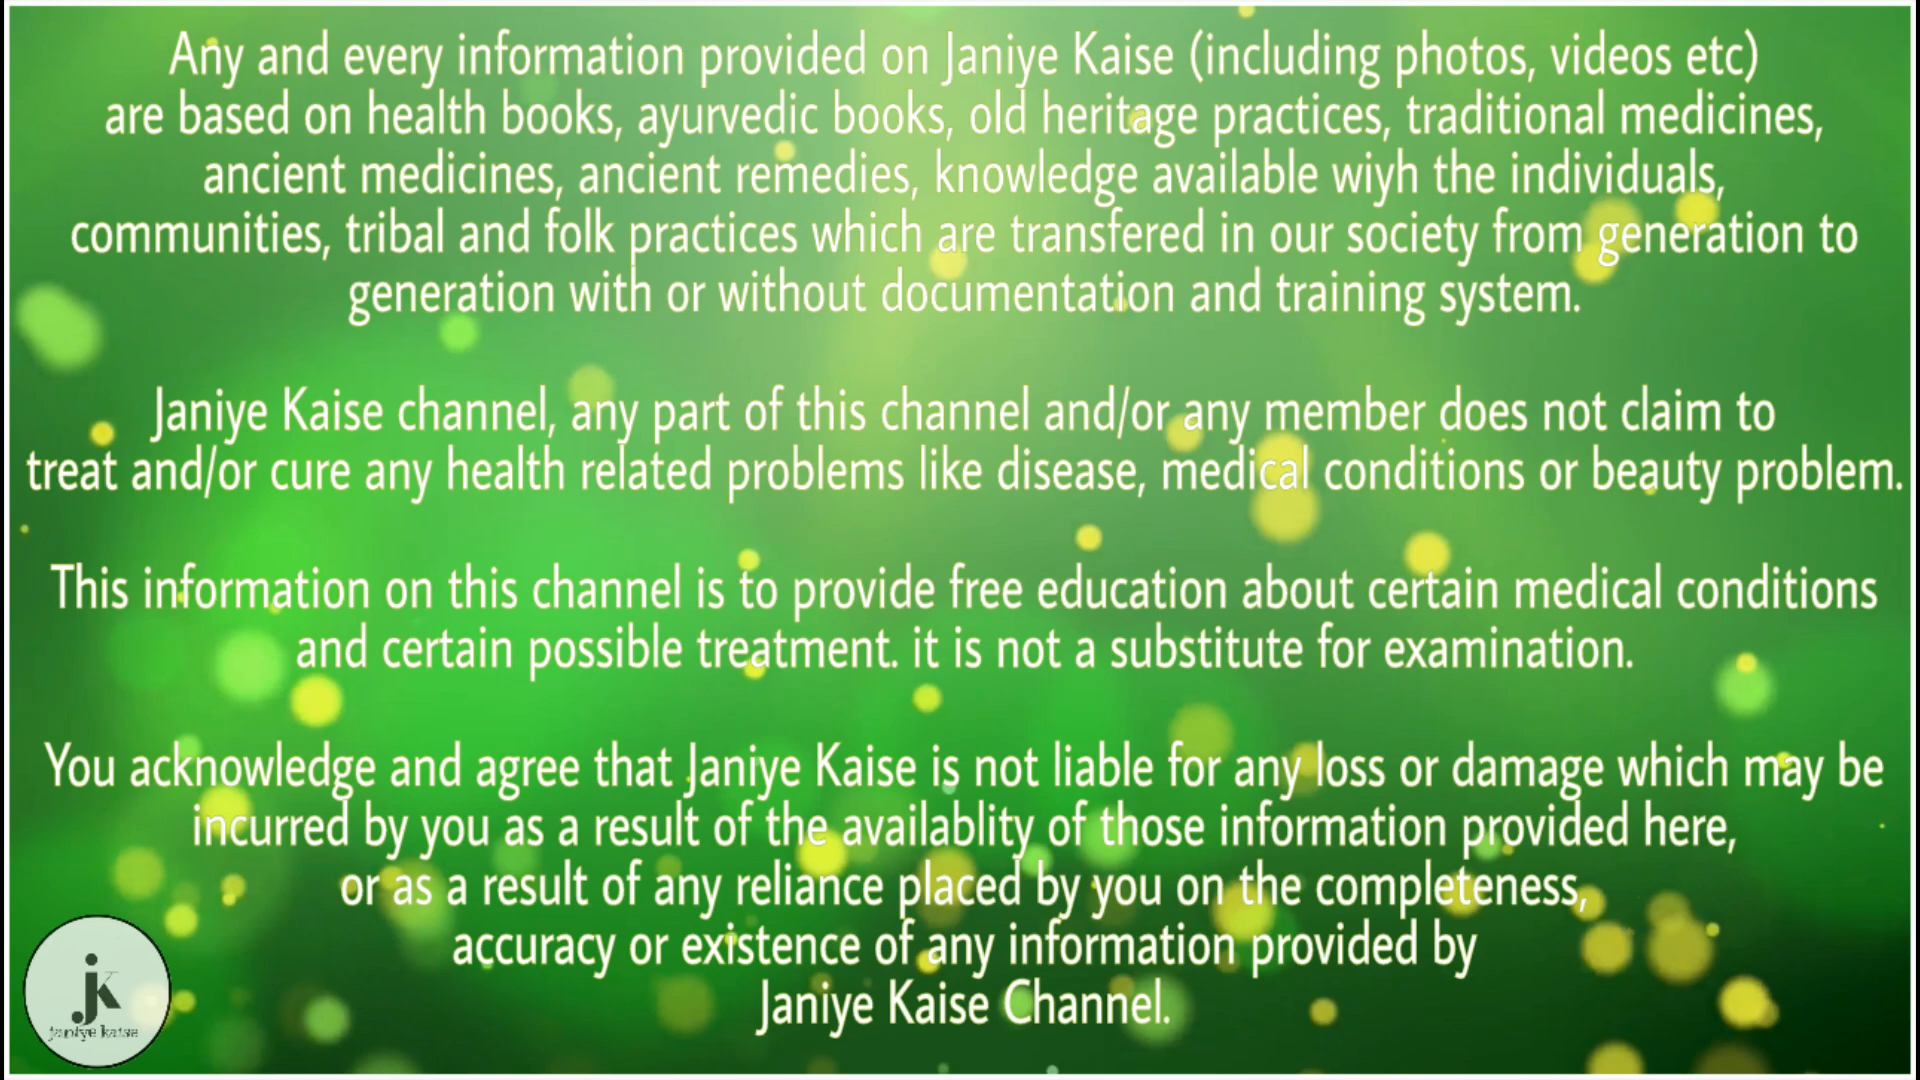 Any and every information provided on Janiye Kaise (including photos, videos etc)
are based on health books, ayurvedic books, old heritage practices, traditional medicines,
ancient medicines, ancient remedies, knowledge available wiyh the individuals,
communities, tribal and folk practices which are transfered in our society from generation to
generation with or without documentation and training system.
Janiye Kaise channel, any part of this channel and/or any member does not claim to
treat and/or cure any health related problems like disease, medical conditions or beauty problem.
This information on this channel is to provide free education about certain medical conditions
and certain possible treatment. it is not a substitute for examination.
You acknowledge and agree that Janiye Kaise is not liable for any loss or damage which may be
incurred by you as a result of the availablity of those information provided here,
or as a result of any reliance placed by you on the completeness,
accuracy or existence of any information provided by
Janiye Kaise Channel.
jk
janiye kaise